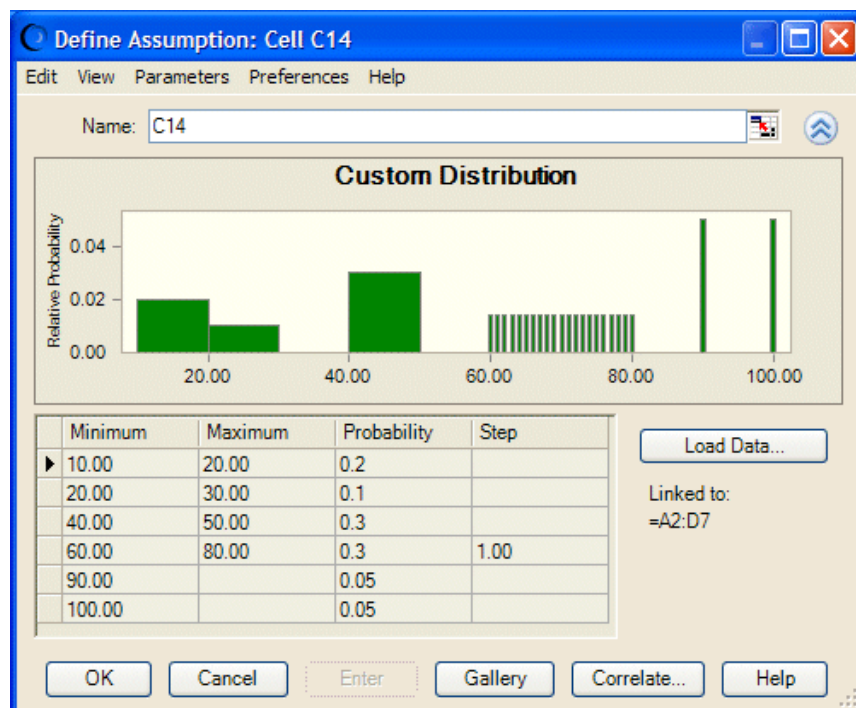 Define Assumption: Cell C14
Edit View Parameters Preferences Help
Name: C14
Custom Distribution
Relative Probability
0.04
0.02
0.00
20.00 40.00 60.00 80.00 100.00
Minimum Maximum Probability Step
10.00 20.00 0.2
20.00 30.00 0.1
40.00 50.00 0.3
60.00 80.00 0.3 1.00
90.00 0.05
100.00 0.05
Load Data...
Linked to:
=A2:D7
OK Cancel Enter Gallery Correlate... Help